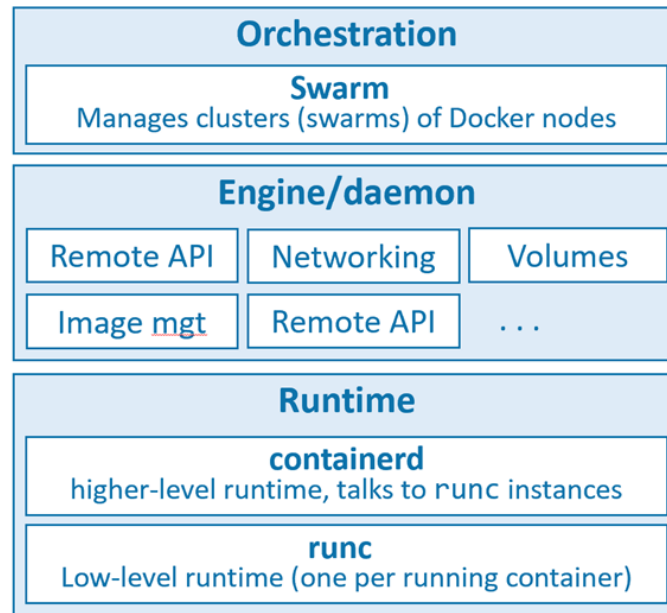 Orchestration
Swarm
Manages clusters (swarms) of Docker nodes
Engine/daemon
Remote API Networking Volumes
Image mgt Remote API ...
Runtime
containerd
higher-level runtime, talks to runc instances
runc
Low-level runtime (one per running container)